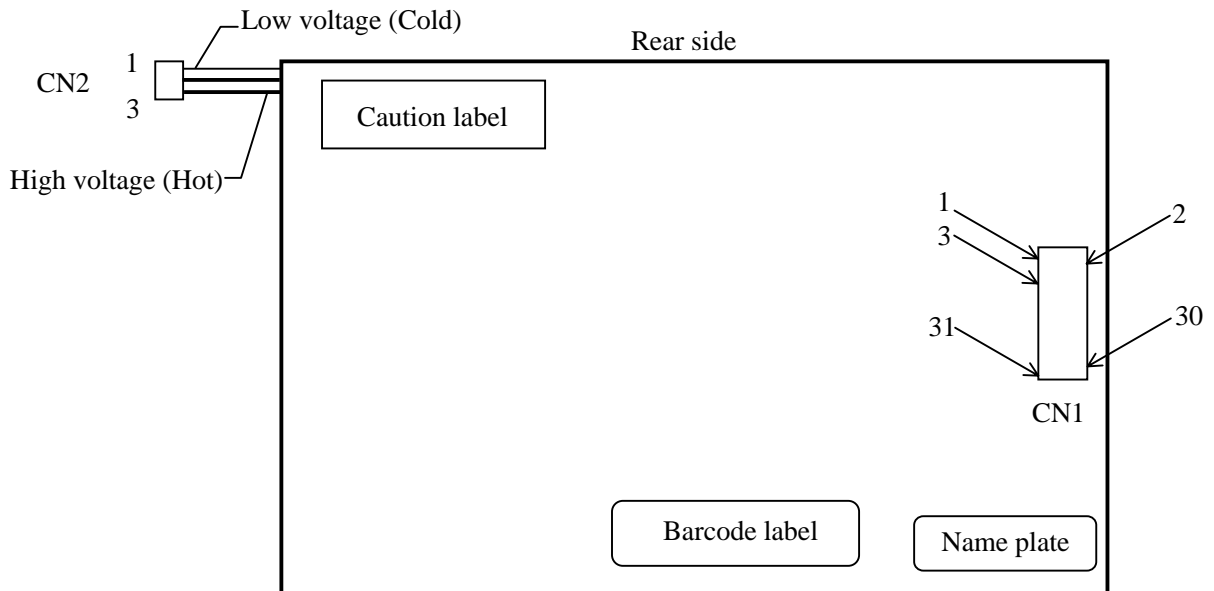 Low voltage (Cold)
Rear side
1
CN2
3
Caution label
High voltage (Hot)
1
2
3
31
30
CN1
Barcode label
Name plate